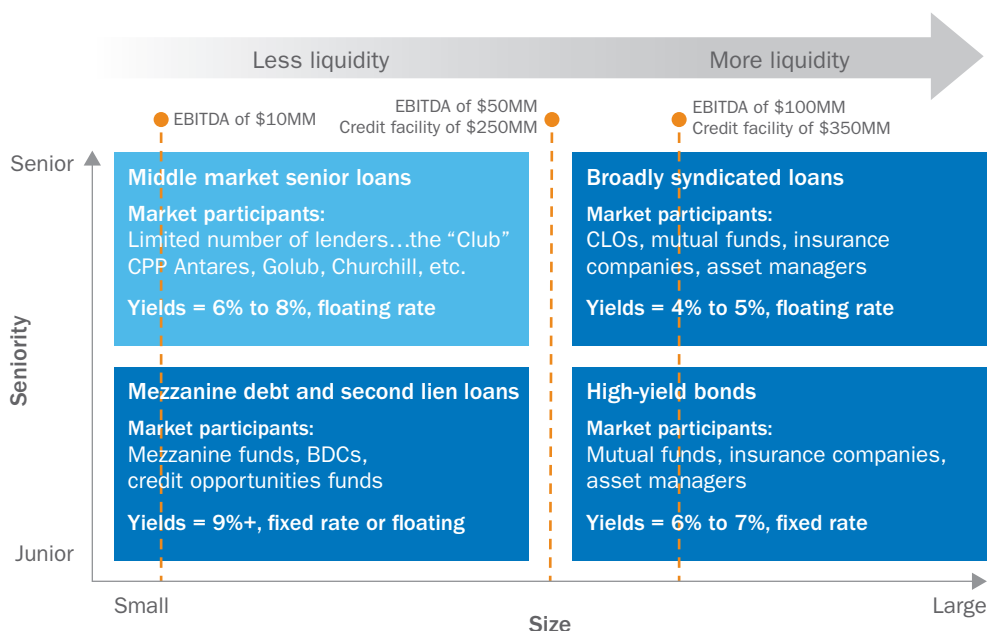 Less liquidity
More liquidity
EBITDA of $10MM
EBITDA of $50MM
Credit facility of $250MM
EBITDA of $100MM
Credit facility of $350MM
Senior
Middle market senior loans
Market participants:
Limited number of lenders…the “Club”
CPP Antares, Golub, Churchill, etc.
Yields = 6% to 8%, floating rate
Broadly syndicated loans
Market participants:
CLOs, mutual funds, insurance
companies, asset managers
Yields = 4% to 5%, floating rate
Seniority
Mezzanine debt and second lien loans
Market participants:
Mezzanine funds, BDCs,
credit opportunities funds
Yields = 9%+, fixed rate or floating
High-yield bonds
Market participants:
Mutual funds, insurance companies,
asset managers
Yields = 6% to 7%, fixed rate
Junior
Small
Large
Size